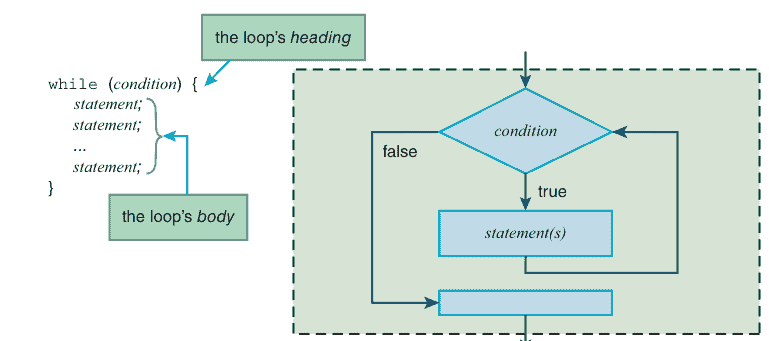 the loop's heading
while (condition) {
statement;
statement;
...
statement;
}
the loop's body
condition
false
true
statement(s)